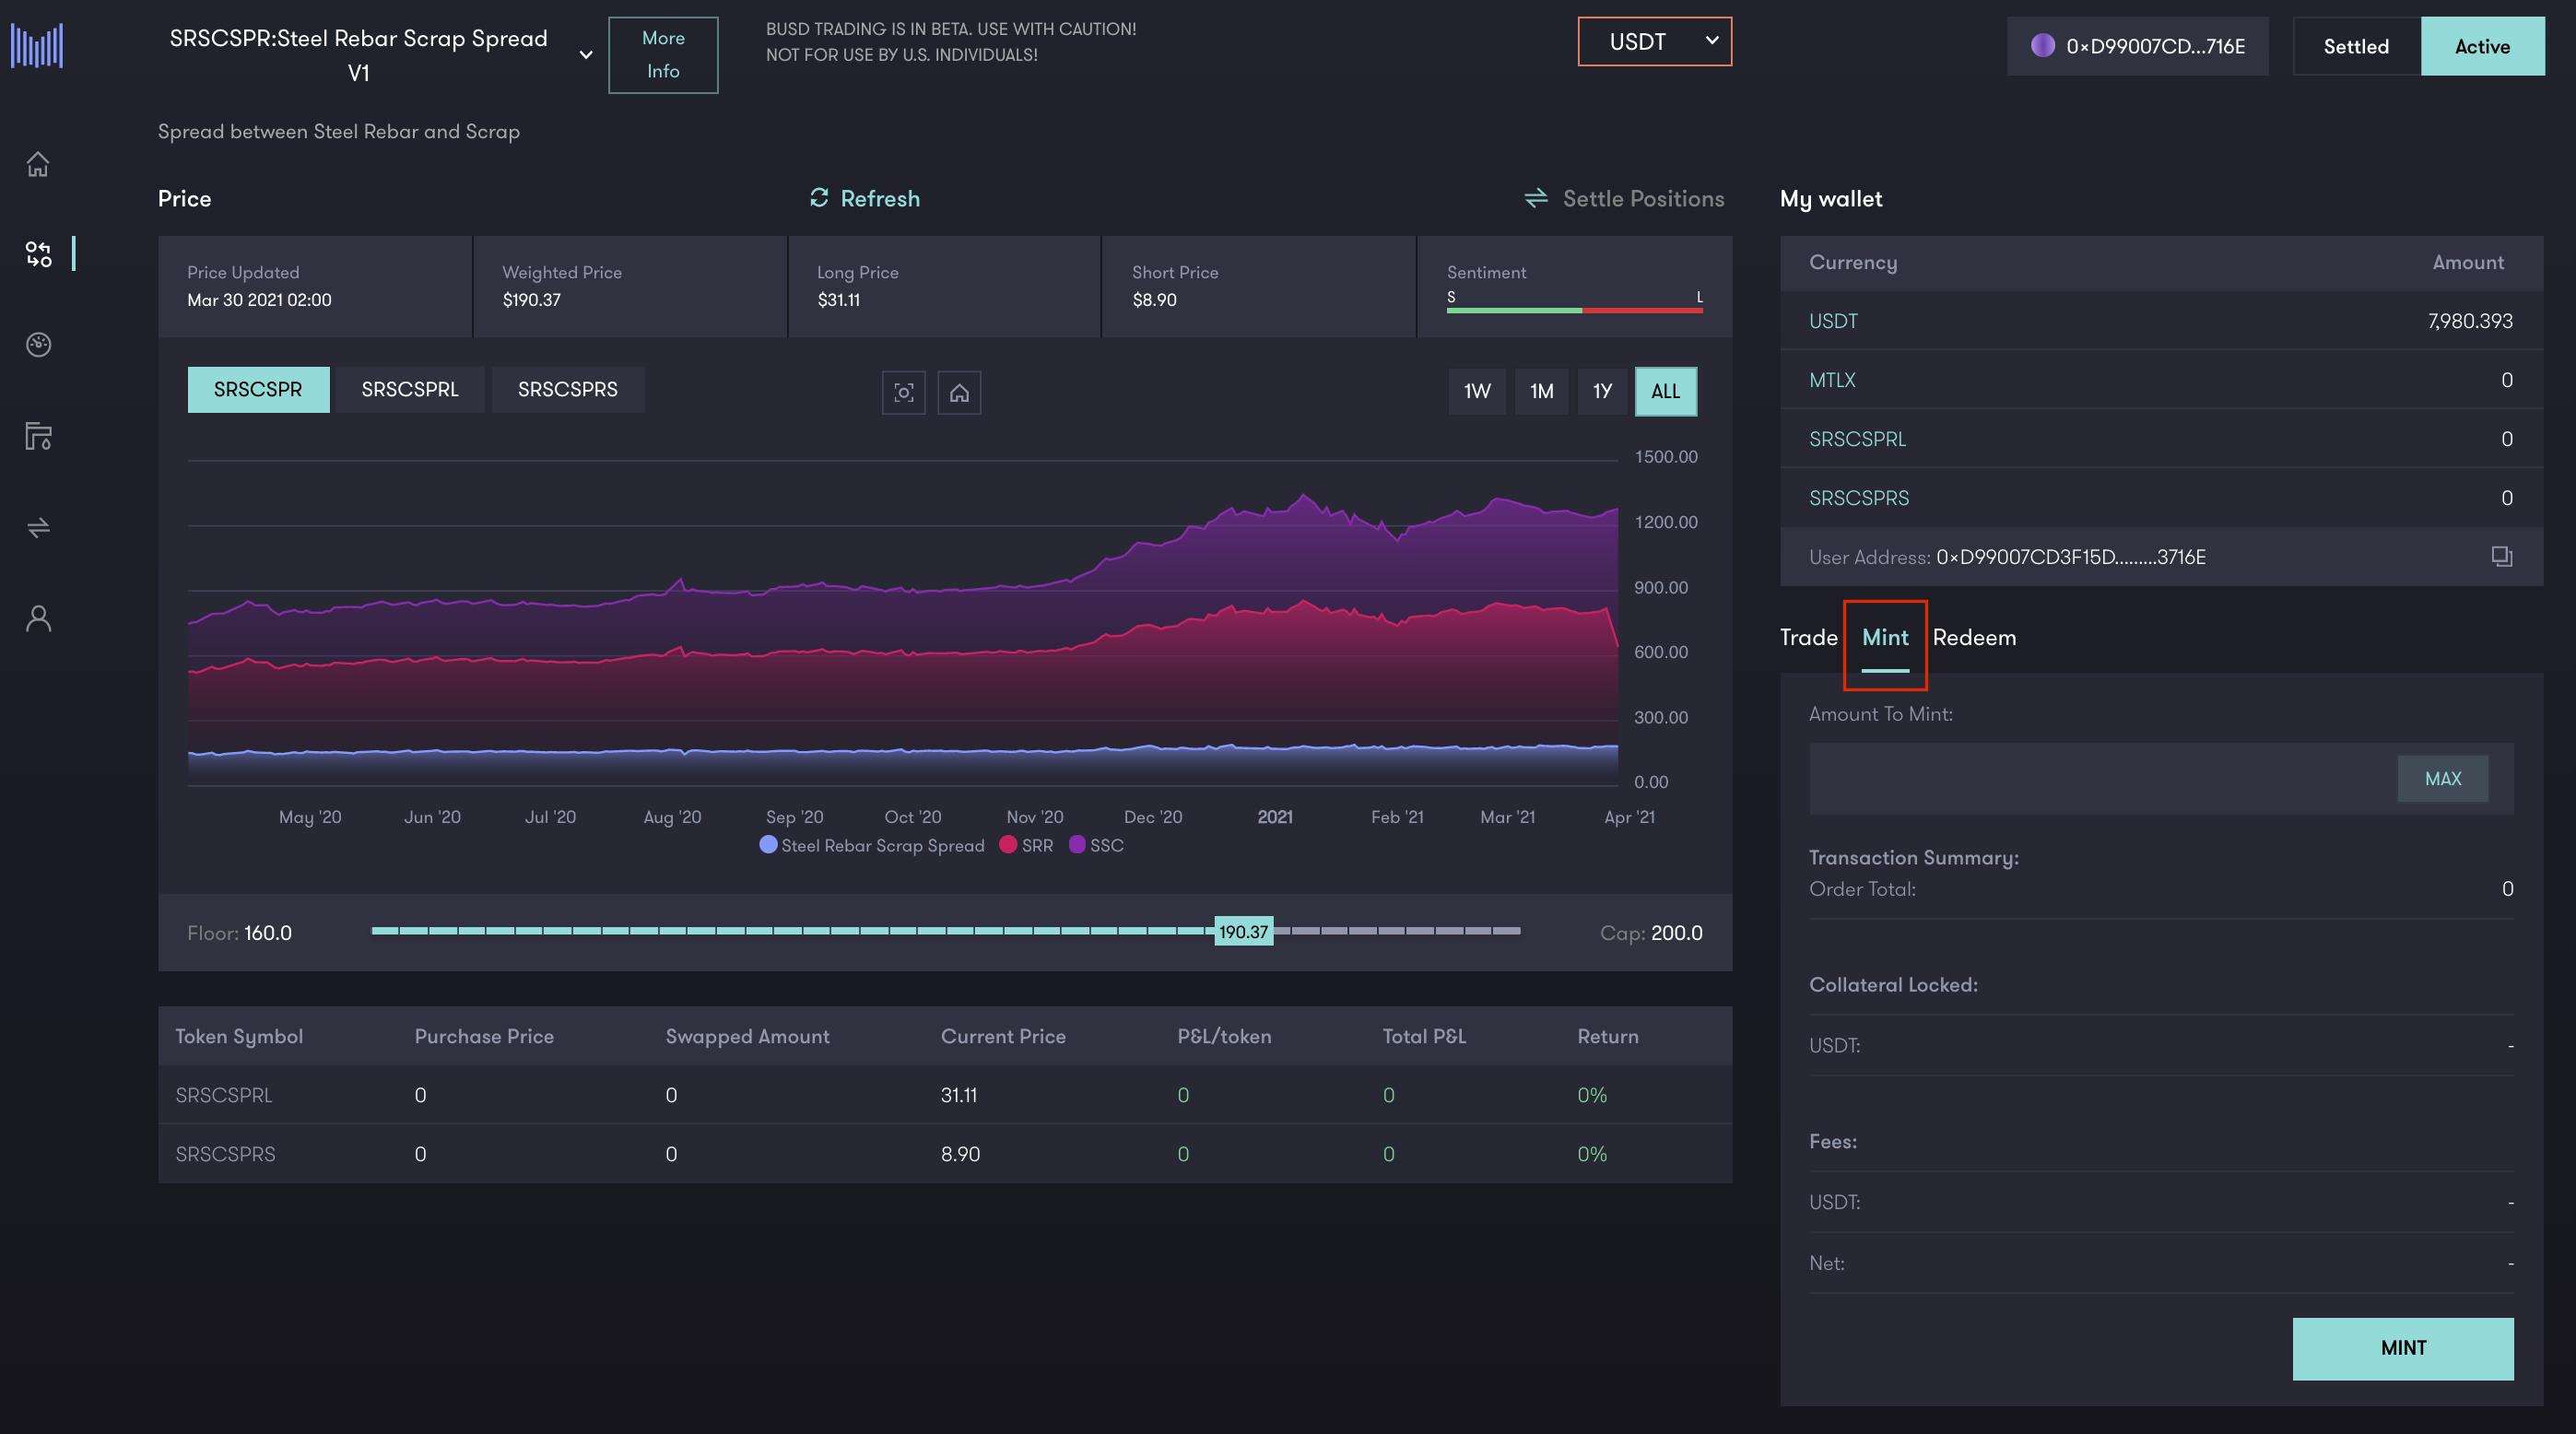 SRSCSPR:Steel Rebar Scrap Spread
V1
More
Info
BUSD TRADING IS IN BETA. USE WITH CAUTION!
NOT FOR USE BY U.S. INDIVIDUALS!
USDT
0×D99007CD...716E
Settled
Active
Spread between Steel Rebar and Scrap
Price
Refresh
Settle Positions
Price Updated
Mar 30 2021 02:00
Weighted Price
$190.37
Long Price
$31.11
Short Price
$8.90
Sentiment
S L
SRSCSPR
SRSCSPRL
SRSCSPRS
1W
1M
1Y
ALL
1500.00
1200.00
900.00
600.00
300.00
0.00
May '20 Jun '20 Jul '20 Aug '20 Sep '20 Oct '20 Nov '20 Dec '20 2021 Feb '21 Mar '21 Apr '21
Steel Rebar Scrap Spread SRR SSC
Floor: 160.0
190.37
Cap: 200.0
Token Symbol Purchase Price Swapped Amount Current Price P&L/token Total P&L Return
SRSCSPRL 0 0 31.11 0 0 0%
SRSCSPRS 0 0 8.90 0 0 0%
My wallet
Currency Amount
USDT 7,980.393
MTLX 0
SRSCSPRL 0
SRSCSPRS 0
User Address: 0×D99007CD3F15D.........3716E
Trade Mint Redeem
Amount To Mint:
MAX
Transaction Summary:
Order Total: 0
Collateral Locked:
USDT: -
Fees:
USDT: -
Net: -
MINT